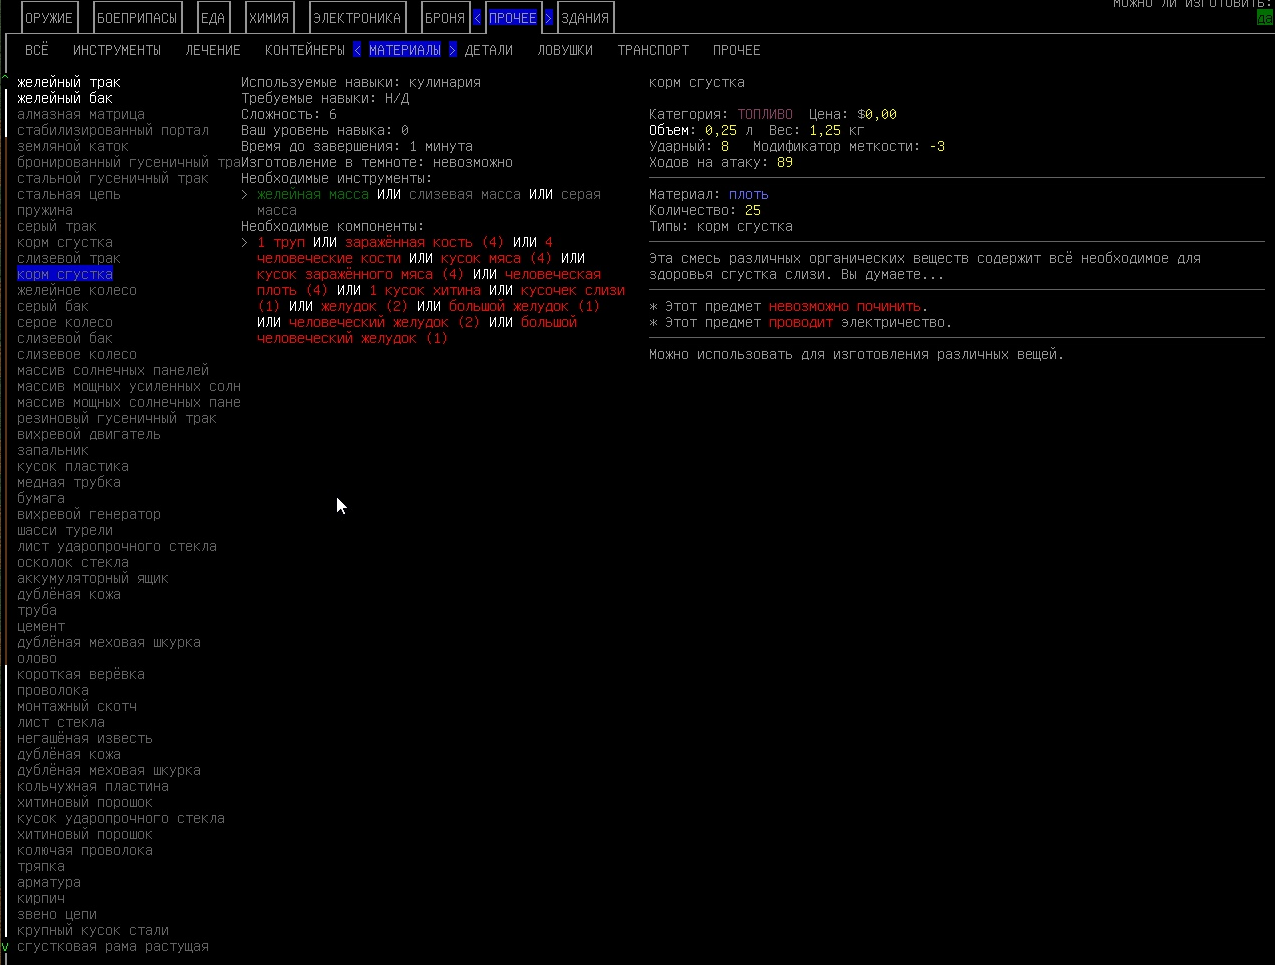 МОЖНО ЛИ ИЗГОТОВИТЬ:
да
ОРУЖИЕ БОЕПРИПАСЫ ЕДА ХИМИЯ ЭЛЕКТРОНИКА БРОНЯ < ПРОЧЕЕ > ЗДАНИЯ
ВСЁ ИНСТРУМЕНТЫ ЛЕЧЕНИЕ КОНТЕЙНЕРЫ < МАТЕРИАЛЫ > ДЕТАЛИ ЛОВУШКИ ТРАНСПОРТ ПРОЧЕЕ
^
желейный трак
желейный бак
алмазная матрица
стабилизированный портал
земляной каток
бронированный гусеничный тра
стальной гусеничный трак
стальная цепь
пружина
серый трак
корм сгустка
слизевой трак
корм сгустка
желейное колесо
серый бак
серое колесо
слизевой бак
слизевое колесо
массив солнечных панелей
массив мощных усиленных солн
массив мощных солнечных пане
резиновый гусеничный трак
вихревой двигатель
запальник
кусок пластика
медная трубка
бумага
вихревой генератор
шасси турели
лист ударопрочного стекла
осколок стекла
аккумуляторный ящик
дублёная кожа
труба
цемент
дублёная меховая шкурка
олово
короткая верёвка
проволока
монтажный скотч
лист стекла
негашёная известь
дублёная кожа
дублёная меховая шкурка
кольчужная пластина
хитиновый порошок
кусок ударопрочного стекла
хитиновый порошок
колючая проволока
тряпка
арматура
кирпич
звено цепи
крупный кусок стали
v сгустковая рама растущая
Используемые навыки: кулинария
Требуемые навыки: Н/Д
Сложность: 6
Ваш уровень навыка: 0
Время до завершения: 1 минута
Изготовление в темноте: невозможно
Необходимые инструменты:
> желейная масса ИЛИ слизевая масса ИЛИ серая
масса
Необходимые компоненты:
> 1 труп ИЛИ заражённая кость (4) ИЛИ 4
человеческие кости ИЛИ кусок мяса (4) ИЛИ
кусок заражённого мяса (4) ИЛИ человеческая
плоть (4) ИЛИ 1 кусок хитина ИЛИ кусочек слизи
(1) ИЛИ желудок (2) ИЛИ большой желудок (1)
ИЛИ человеческий желудок (2) ИЛИ большой
человеческий желудок (1)
корм сгустка
Категория: ТОПЛИВО Цена: $0,00
Объем: 0,25 л Вес: 1,25 кг
Ударный: 8 Модификатор меткости: -3
Ходов на атаку: 89
Материал: плоть
Количество: 25
Типы: корм сгустка
Эта смесь различных органических веществ содержит всё необходимое для
здоровья сгустка слизи. Вы думаете...
* Этот предмет невозможно починить.
* Этот предмет проводит электричество.
Можно использовать для изготовления различных вещей.